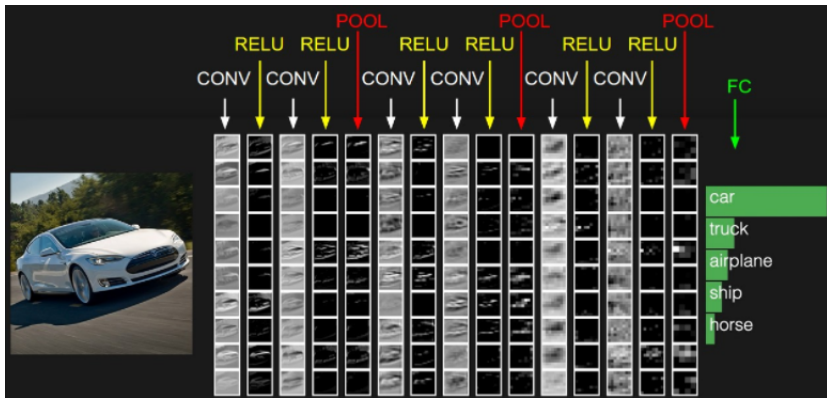 POOL POOL POOL
RELU RELU RELU RELU RELU RELU
CONV CONV CONV CONV CONV CONV
FC
car
truck
airplane
ship
horse